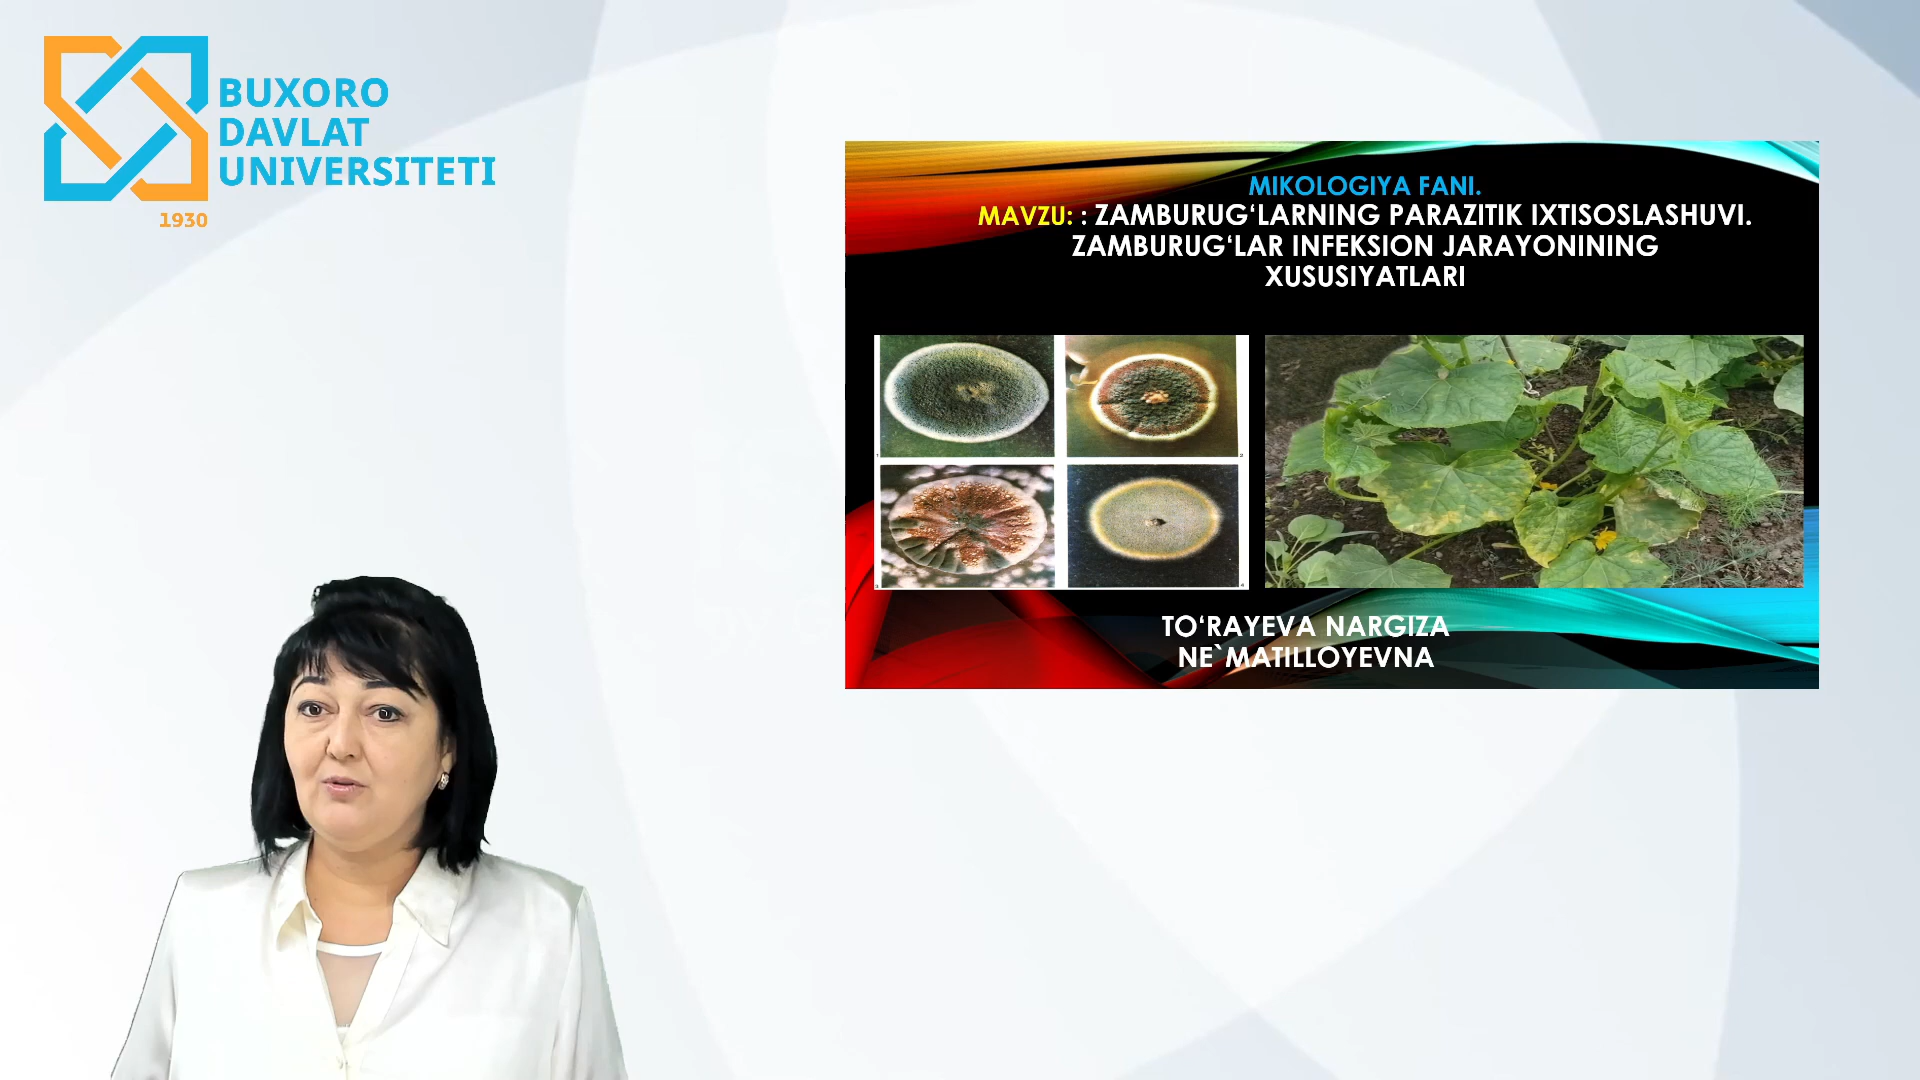 BUXORO
DAVLAT
UNIVERSITETI
1930
MIKOLOGIYA FANI.
MAVZU: : ZAMBURUG‘LARNING PARAZITIK IXTISOSLASHUVI.
ZAMBURUG‘LAR INFEKSION JARAYONINING
XUSUSIYATLARI
TO‘RAYEVA NARGIZA
NE`MATILLOYEVNA